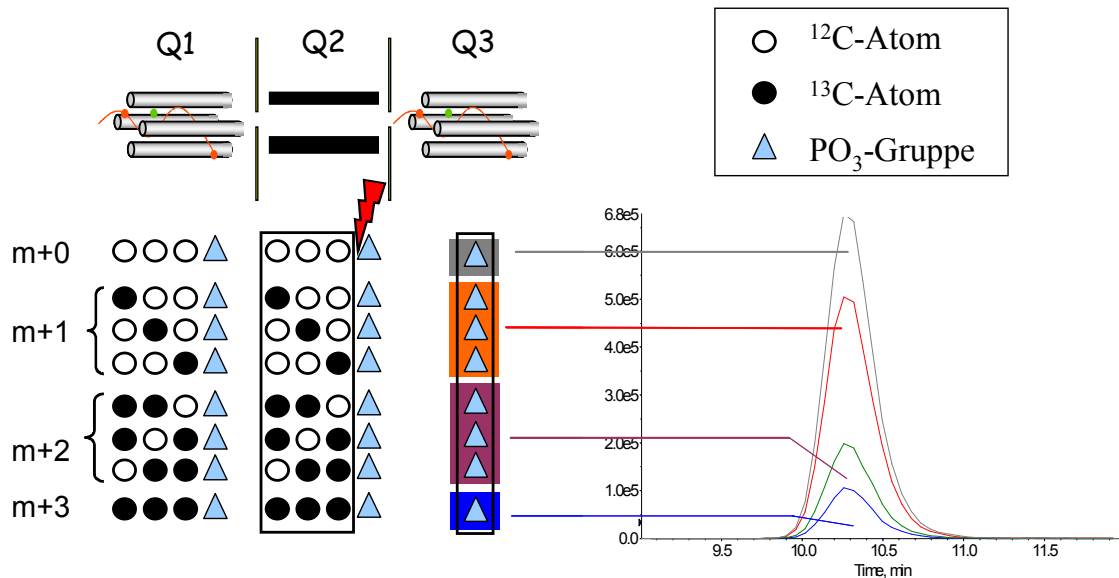 Q1 Q2 Q3
¹²C-Atom
¹³C-Atom
PO₃-Gruppe
m+0
m+1
m+2
m+3
6.8e5
6.0e5
5.0e5
4.0e5
3.0e5
2.0e5
1.0e5
0.0
9.5 10.0 10.5 11.0 11.5
Time, min